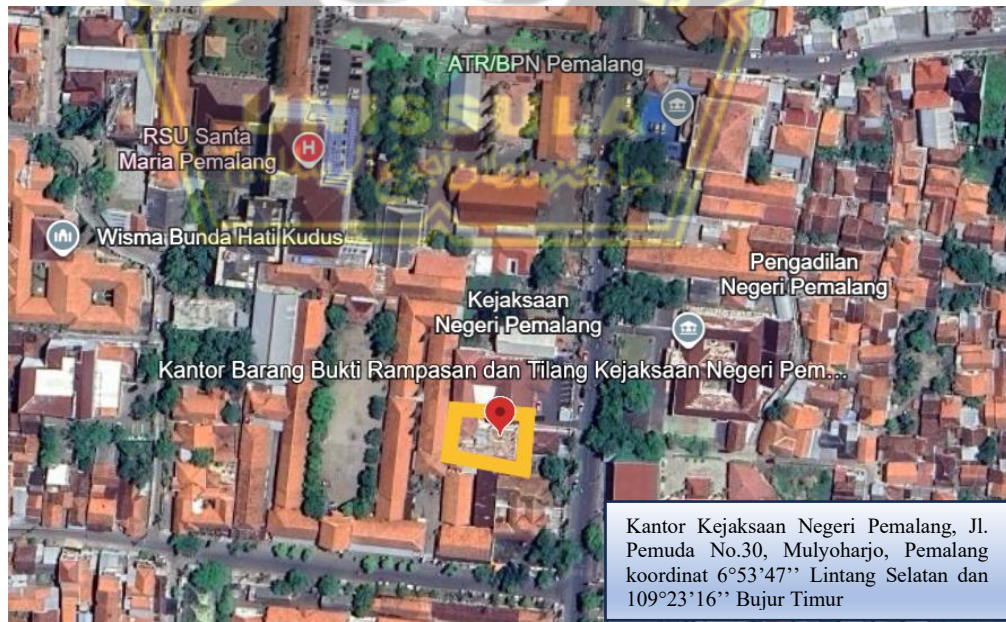 ATR/BPN Pemalang
UNISSULA
RSU Santa
Maria Pemalang
H
Wisma Bunda Hati Kudus
Pengadilan
Negeri Pemalang
Kejaksaan
Negeri Pemalang
Kantor Barang Bukti Rampasan dan Tilang Kejaksaan Negeri Pem...
Kantor Kejaksaan Negeri Pemalang, Jl.
Pemuda No.30, Mulyoharjo, Pemalang
koordinat 6°53'47’’ Lintang Selatan dan
109°23'16’’ Bujur Timur